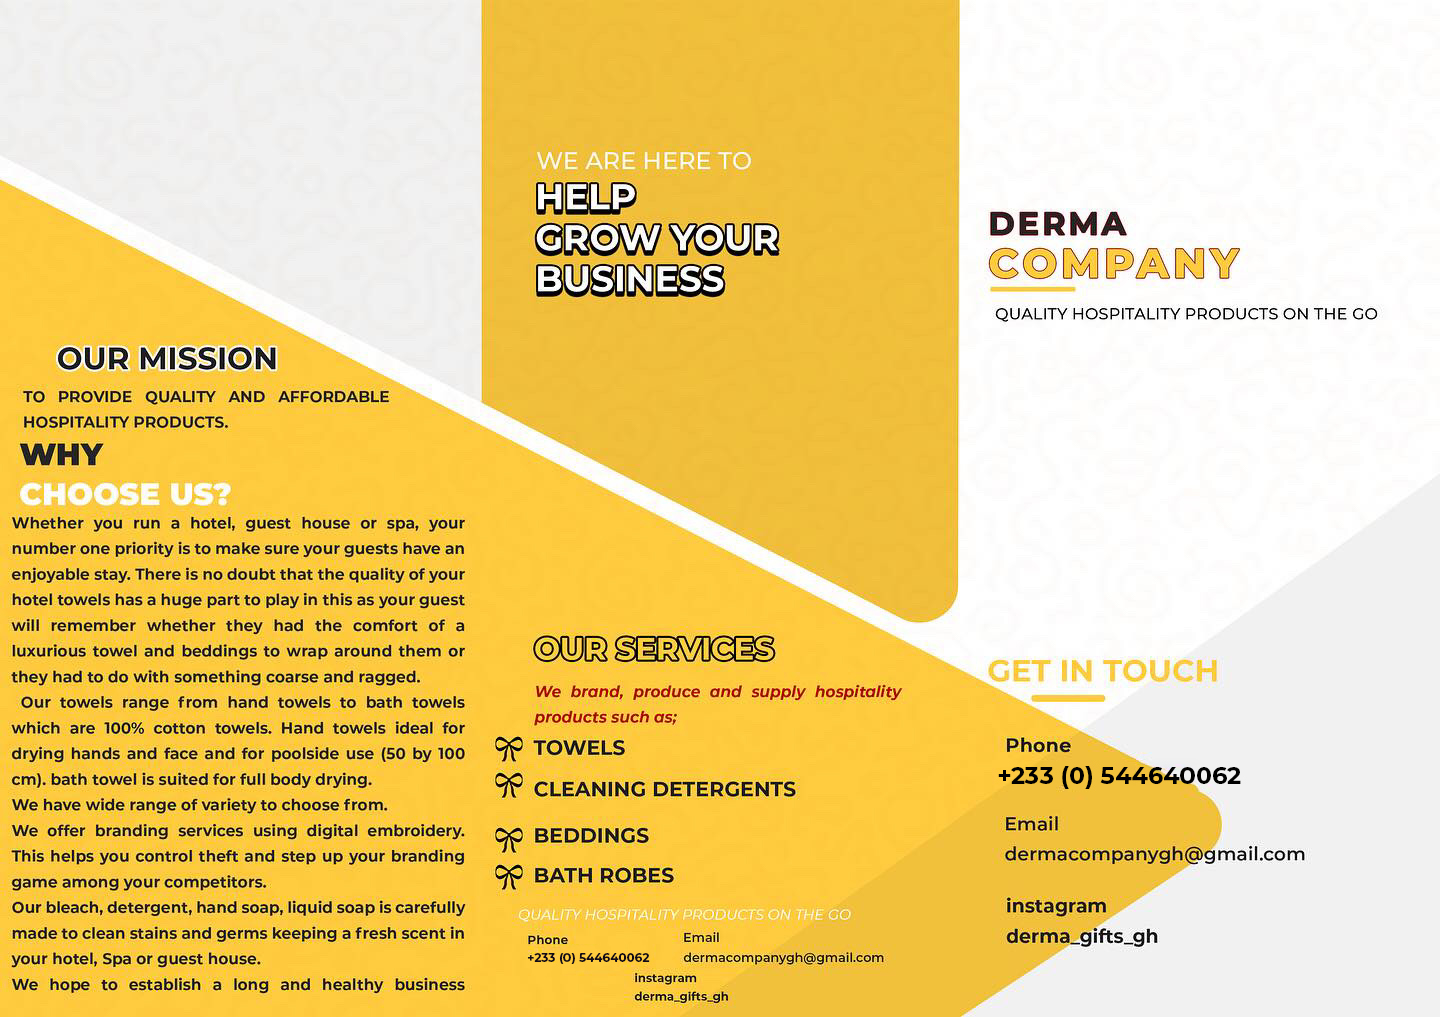 OUR MISSION
TO PROVIDE QUALITY AND AFFORDABLE
HOSPITALITY PRODUCTS.
WHY
CHOOSE US?
Whether you run a hotel, guest house or spa, your
number one priority is to make sure your guests have an
enjoyable stay. There is no doubt that the quality of your
hotel towels has a huge part to play in this as your guest
will remember whether they had the comfort of a
luxurious towel and beddings to wrap around them or
they had to do with something coarse and ragged.
Our towels range from hand towels to bath towels
which are 100% cotton towels. Hand towels ideal for
drying hands and face and for poolside use (50 by 100
cm). bath towel is suited for full body drying.
We have wide range of variety to choose from.
We offer branding services using digital embroidery.
This helps you control theft and step up your branding
game among your competitors.
Our bleach, detergent, hand soap, liquid soap is carefully
made to clean stains and germs keeping a fresh scent in
your hotel, Spa or guest house.
We hope to establish a long and healthy business
WE ARE HERE TO
HELP
GROW YOUR
BUSINESS
OUR SERVICES
We brand, produce and supply hospitality
products such as;
TOWELS
CLEANING DETERGENTS
BEDDINGS
BATH ROBES
QUALITY HOSPITALITY PRODUCTS ON THE GO
Phone
+233 (0) 544640062
Email
dermacompanygh@gmail.com
instagram
derma_gifts_gh
DERMA
COMPANY
QUALITY HOSPITALITY PRODUCTS ON THE GO
GET IN TOUCH
Phone
+233 (0) 544640062
Email
dermacompanygh@gmail.com
instagram
derma_gifts_gh